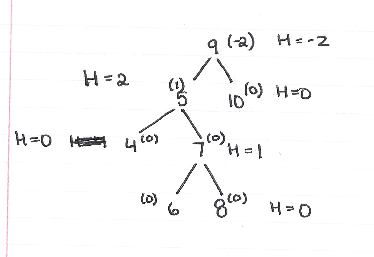 9 (-2) H=-2
H=2 (1) 5 10 (0) H=0
H=0 4 (0) 7 (0) H=1
(0) 6 8 (0) H=0